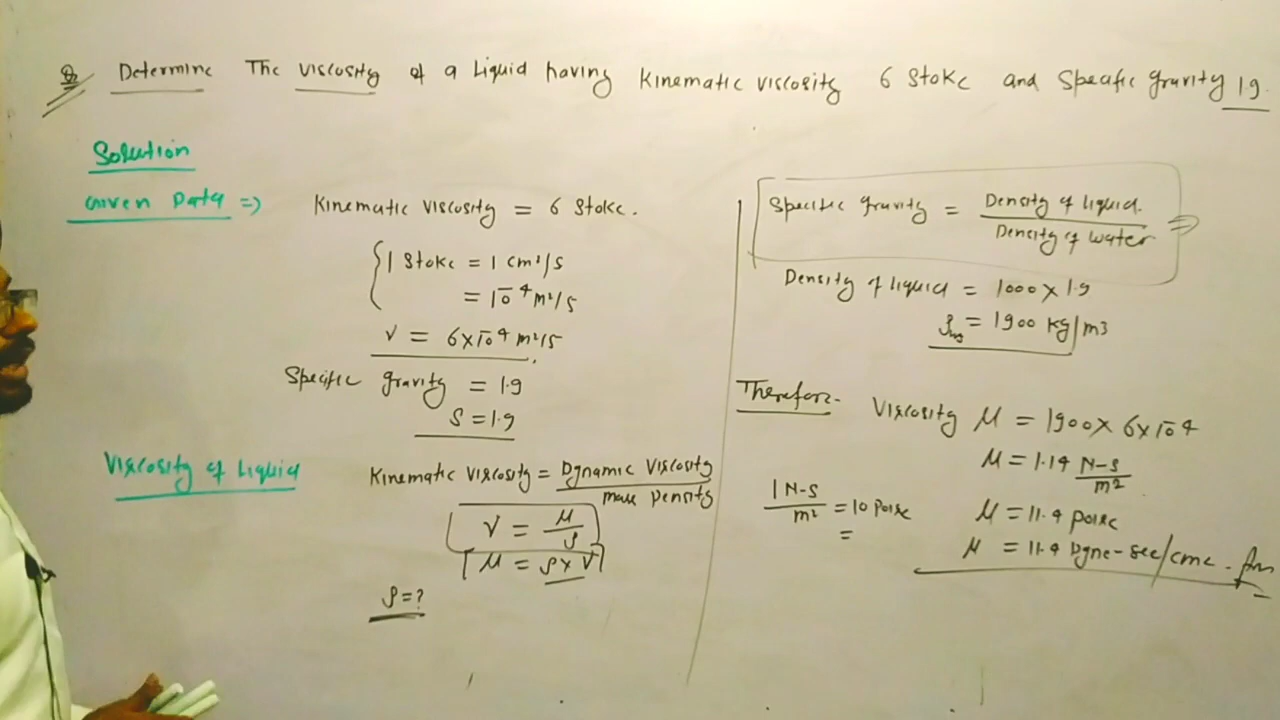 Q Determine The viscosity of a Liquid having Kinematic viscosity 6 Stoke and Specific gravity 1.9.
Solution
Given Data => Kinematic viscosity = 6 Stoke.
1 Stoke = 1 cm²/s
= 10⁻⁴ m²/s
ν = 6×10⁻⁴ m²/s
Specific gravity = 1.9
S = 1.9
Viscosity of Liquid
Kinematic Viscosity = Dynamic Viscosity / mass Density
ν = μ/ρ
μ = ρ × ν
ρ = ?
Specific gravity = Density of liquid. / Density of water =>
Density of liquid = 1000 × 1.9
= 1900 kg/m3
Therefore. Viscosity μ = 1900 × 6×10⁻⁴
μ = 1.14 N-s/m²
1 N-s/m² = 10 Poise
=
μ = 11.4 poise
μ = 11.4 Dyne-sec/cm2.